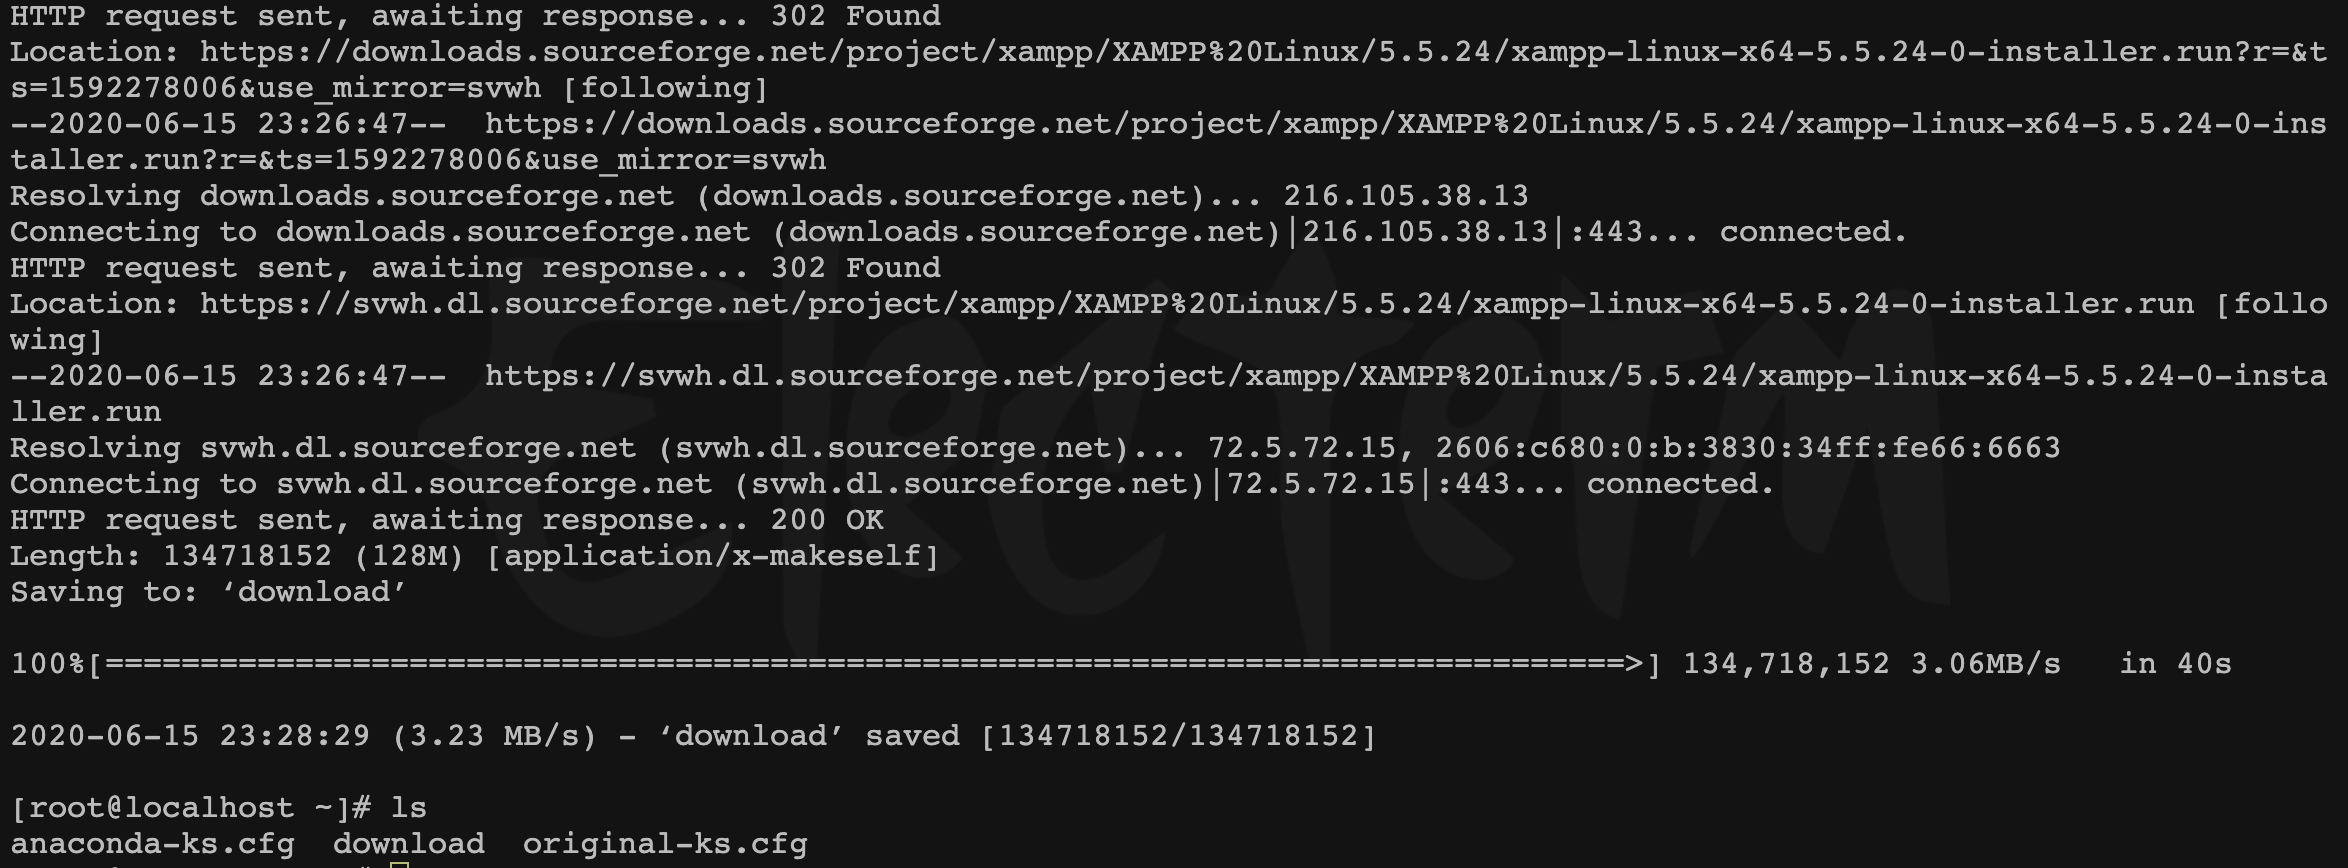 HTTP request sent, awaiting response... 302 Found
Location: https://downloads.sourceforge.net/project/xampp/XAMPP%20Linux/5.5.24/xampp-linux-x64-5.5.24-0-installer.run?r=&t
s=1592278006&use_mirror=svwh [following]
--2020-06-15 23:26:47--  https://downloads.sourceforge.net/project/xampp/XAMPP%20Linux/5.5.24/xampp-linux-x64-5.5.24-0-ins
taller.run?r=&ts=1592278006&use_mirror=svwh
Resolving downloads.sourceforge.net (downloads.sourceforge.net)... 216.105.38.13
Connecting to downloads.sourceforge.net (downloads.sourceforge.net)|216.105.38.13|:443... connected.
HTTP request sent, awaiting response... 302 Found
Location: https://svwh.dl.sourceforge.net/project/xampp/XAMPP%20Linux/5.5.24/xampp-linux-x64-5.5.24-0-installer.run [follo
wing]
--2020-06-15 23:26:47--  https://svwh.dl.sourceforge.net/project/xampp/XAMPP%20Linux/5.5.24/xampp-linux-x64-5.5.24-0-insta
ller.run
Resolving svwh.dl.sourceforge.net (svwh.dl.sourceforge.net)... 72.5.72.15, 2606:c680:0:b:3830:34ff:fe66:6663
Connecting to svwh.dl.sourceforge.net (svwh.dl.sourceforge.net)|72.5.72.15|:443... connected.
HTTP request sent, awaiting response... 200 OK
Length: 134718152 (128M) [application/x-makeself]
Saving to: ‘download’
100%[================================================================================>] 134,718,152 3.06MB/s   in 40s
2020-06-15 23:28:29 (3.23 MB/s) - ‘download’ saved [134718152/134718152]
[root@localhost ~]# ls
anaconda-ks.cfg  download  original-ks.cfg
Electerm